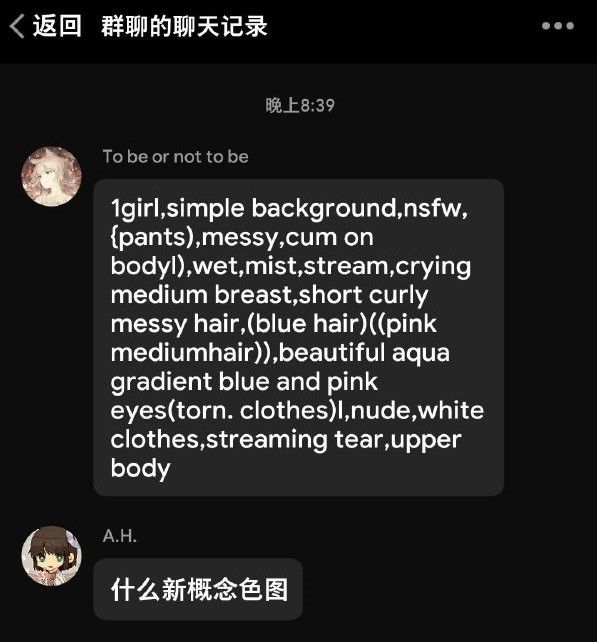 返回 群聊的聊天记录
晚上8:39
To be or not to be
1girl,simple background,nsfw,
{pants),messy,cum on
bodyl),wet,mist,stream,crying
medium breast,short curly
messy hair,(blue hair)((pink
mediumhair)),beautiful aqua
gradient blue and pink
eyes(torn. clothes)l,nude,white
clothes,streaming tear,upper
body
A.H.
什么新概念色图